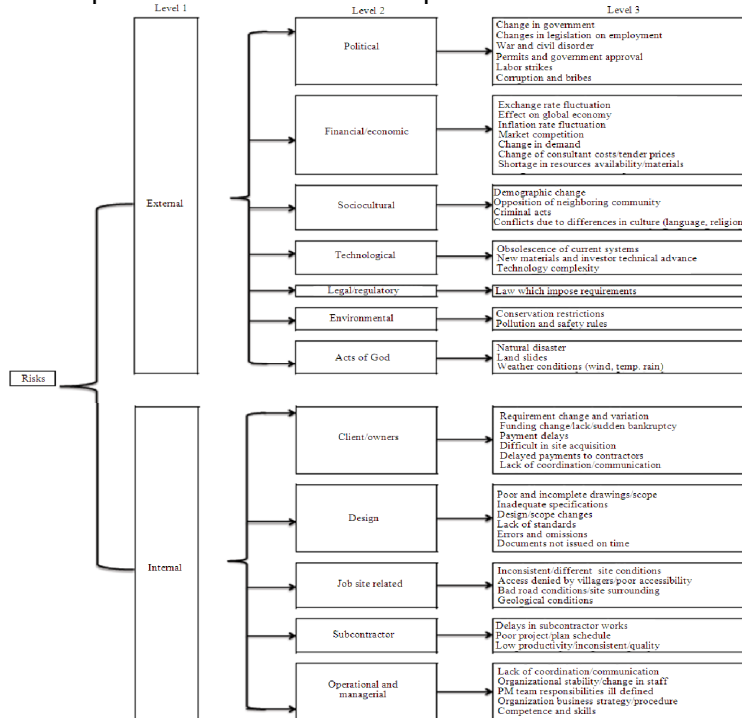 Level 1
Level 2
Level 3
Risks
External
Political
Change in government
Changes in legislation on employment
War and civil disorder
Permits and government approval
Labor strikes
Corruption and bribes
Financial/economic
Exchange rate fluctuation
Effect on global economy
Inflation rate fluctuation
Market competition
Change in demand
Change of consultant costs/tender prices
Shortage in resources availability/materials
Sociocultural
Demographic change
Opposition of neighboring community
Criminal acts
Conflicts due to differences in culture (language, religion
Technological
Obsolescence of current systems
New materials and investor technical advance
Technology complexity
Legal/regulatory
Law which impose requirements
Environmental
Conservation restrictions
Pollution and safety rules
Acts of God
Natural disaster
Land slides
Weather conditions (wind, temp. rain)
Internal
Client/owners
Requirement change and variation
Funding change/lack/sudden bankruptcy
Payment delays
Difficult in site acquisition
Delayed payments to contractors
Lack of coordination/communication
Design
Poor and incomplete drawings/scope
Inadequate specifications
Design/scope changes
Lack of standards
Errors and omissions
Documents not issued on time
Job site related
Inconsistent/different site conditions
Access denied by villagers/poor accessibility
Bad road conditions/site surrounding
Geological conditions
Subcontractor
Delays in subcontractor works
Poor project/plan schedule
Low productivity/inconsistent/quality
Operational and
managerial
Lack of coordination/communication
Organizational stability/change in staff
PM team responsibilities ill defined
Organization business strategy/procedure
Competence and skills